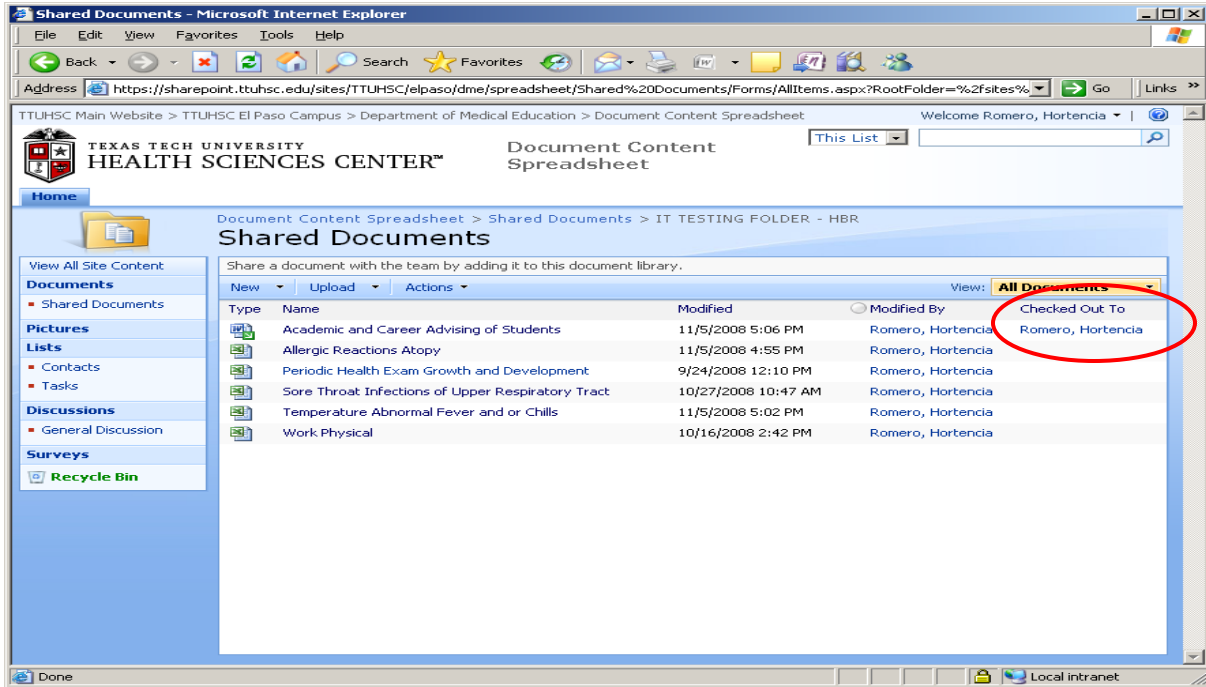 Shared Documents - Microsoft Internet Explorer
File Edit View Favorites Tools Help
Back Search Favorites
Address https://sharepoint.ttuhsc.edu/sites/TTUHSC/elpaso/dme/spreadsheet/Shared%20Documents/Forms/AllItems.aspx?RootFolder=%2fsites% Go Links »
TTUHSC Main Website > TTUHSC El Paso Campus > Department of Medical Education > Document Content Spreadsheet Welcome Romero, Hortencia
TEXAS TECH UNIVERSITY
HEALTH SCIENCES CENTER™
Document Content
Spreadsheet
This List
Home
Document Content Spreadsheet > Shared Documents > IT TESTING FOLDER - HBR
Shared Documents
View All Site Content
Documents
Shared Documents
Pictures
Lists
Contacts
Tasks
Discussions
General Discussion
Surveys
Recycle Bin
Share a document with the team by adding it to this document library.
New Upload Actions View: All Documents
Type Name Modified Modified By Checked Out To
Academic and Career Advising of Students 11/5/2008 5:06 PM Romero, Hortencia Romero, Hortencia
Allergic Reactions Atopy 11/5/2008 4:55 PM Romero, Hortencia
Periodic Health Exam Growth and Development 9/24/2008 12:10 PM Romero, Hortencia
Sore Throat Infections of Upper Respiratory Tract 10/27/2008 10:47 AM Romero, Hortencia
Temperature Abnormal Fever and or Chills 11/5/2008 5:02 PM Romero, Hortencia
Work Physical 10/16/2008 2:42 PM Romero, Hortencia
Done Local intranet